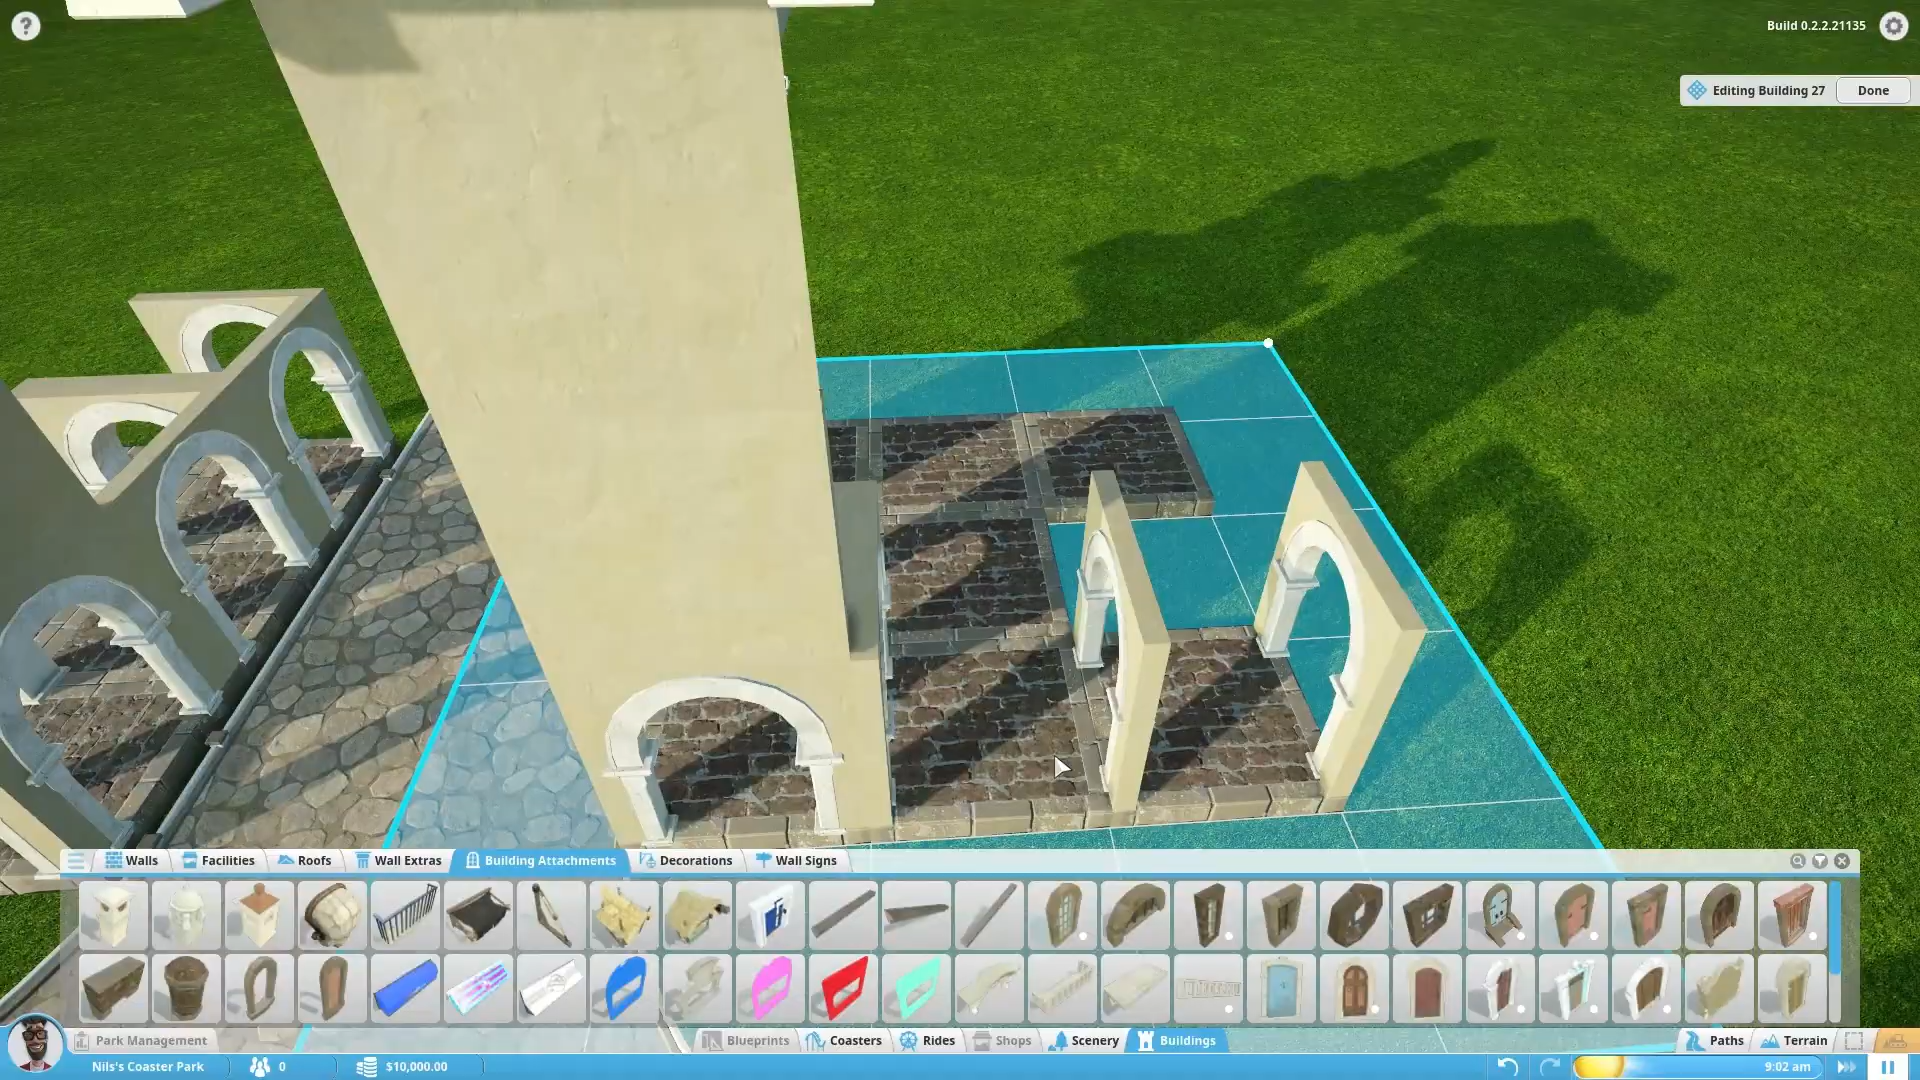 ?
Build 0.2.2.21135
Editing Building 27
Done
Walls
Facilities
Roofs
Wall Extras
Building Attachments
Decorations
Wall Signs
Park Management
Blueprints
Coasters
Rides
Shops
Scenery
Buildings
Paths
Terrain
Nils's Coaster Park
0
$10,000.00
9:02 am